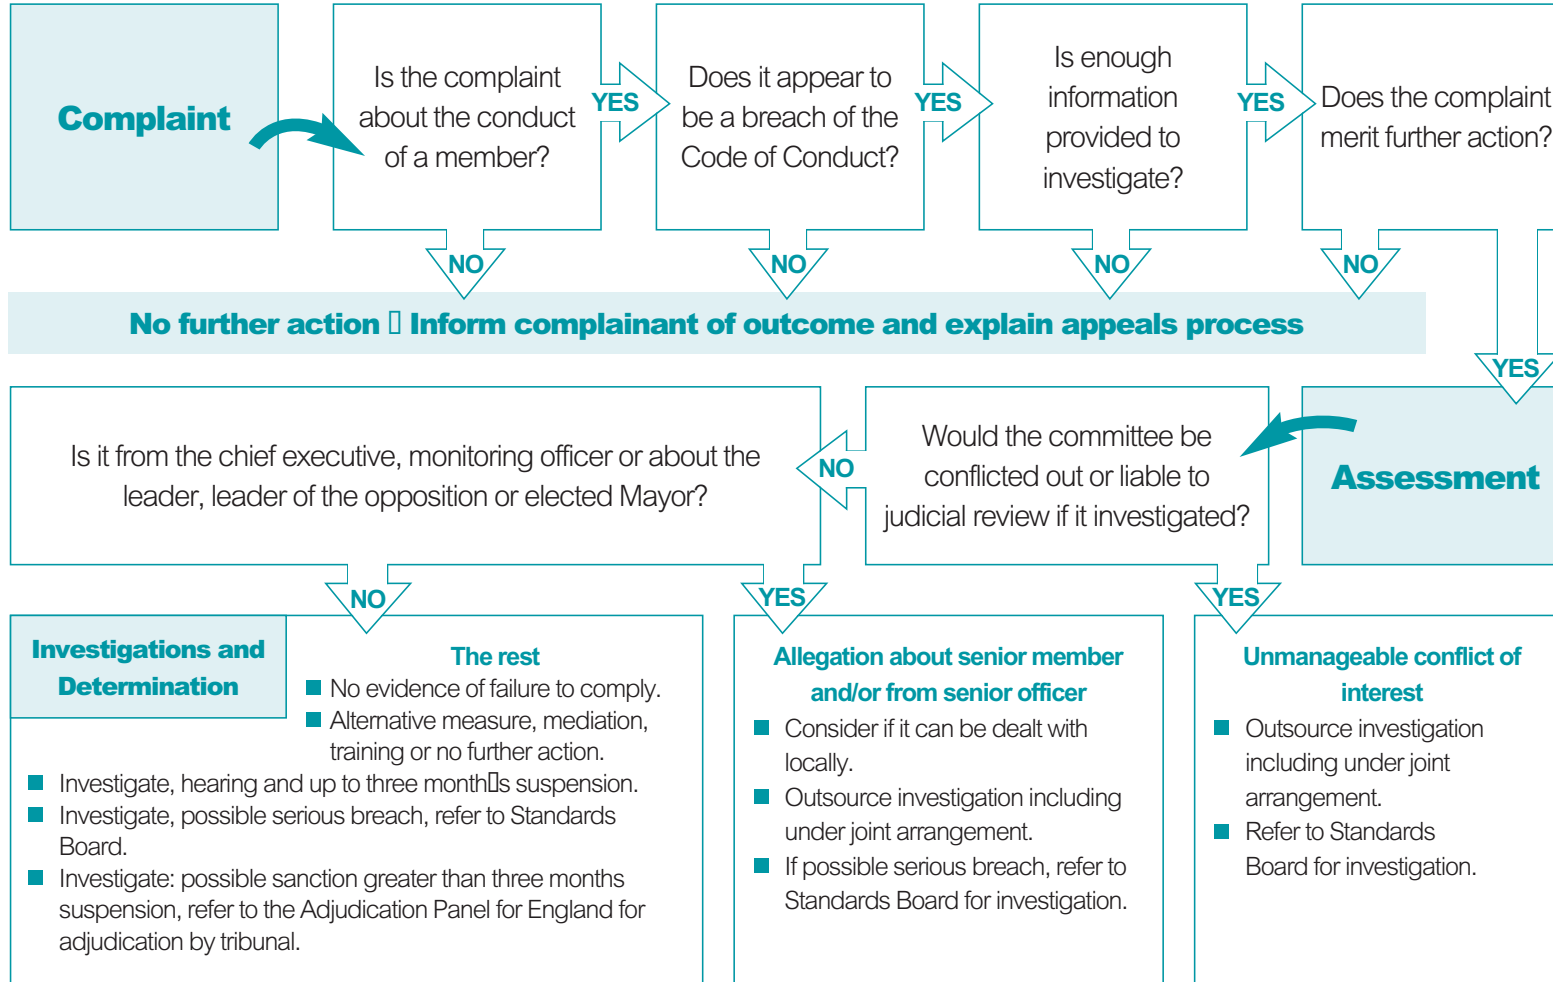 Complaint
Is the complaint
about the conduct
of a member?
YES
Does it appear to
be a breach of the
Code of Conduct?
YES
Is enough
information
provided to
investigate?
YES
Does the complaint
merit further action?
NO
NO
NO
NO
No further action ▯ Inform complainant of outcome and explain appeals process
YES
Is it from the chief executive, monitoring officer or about the
leader, leader of the opposition or elected Mayor?
NO
Would the committee be
conflicted out or liable to
judicial review if it investigated?
Assessment
NO
YES
YES
Investigations and
Determination
The rest
■ No evidence of failure to comply.
■ Alternative measure, mediation,
training or no further action.
■ Investigate, hearing and up to three month▯s suspension.
■ Investigate, possible serious breach, refer to Standards
Board.
■ Investigate: possible sanction greater than three months
suspension, refer to the Adjudication Panel for England for
adjudication by tribunal.
Allegation about senior member
and/or from senior officer
■ Consider if it can be dealt with
locally.
■ Outsource investigation including
under joint arrangement.
■ If possible serious breach, refer to
Standards Board for investigation.
Unmanageable conflict of
interest
■ Outsource investigation
including under joint
arrangement.
■ Refer to Standards
Board for investigation.